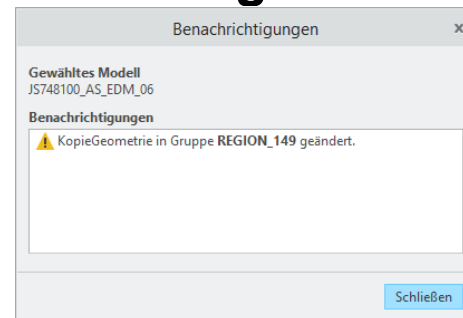 Benachrichtigungen
x
Gewähltes Modell
JS748100_AS_EDM_06
Benachrichtigungen
KopieGeometrie in Gruppe REGION_149 geändert.
Schließen